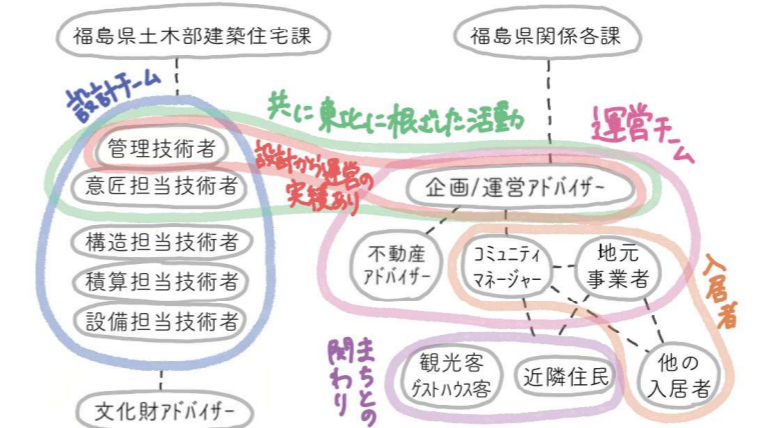 福島県土木部建築住宅課
福島県関係各課
設計チーム
共に東北に根ざした活動
運営チーム
管理技術者
設計から運営の
実績あり
意匠担当技術者
企画/運営アドバイザー
構造担当技術者
積算担当技術者
設備担当技術者
不動産
アドバイザー
コミュニティ
マネージャー
地元
事業者
入居者
まちとの
関わり
観光客
ゲストハウス客
近隣住民
他の
入居者
文化財アドバイザー